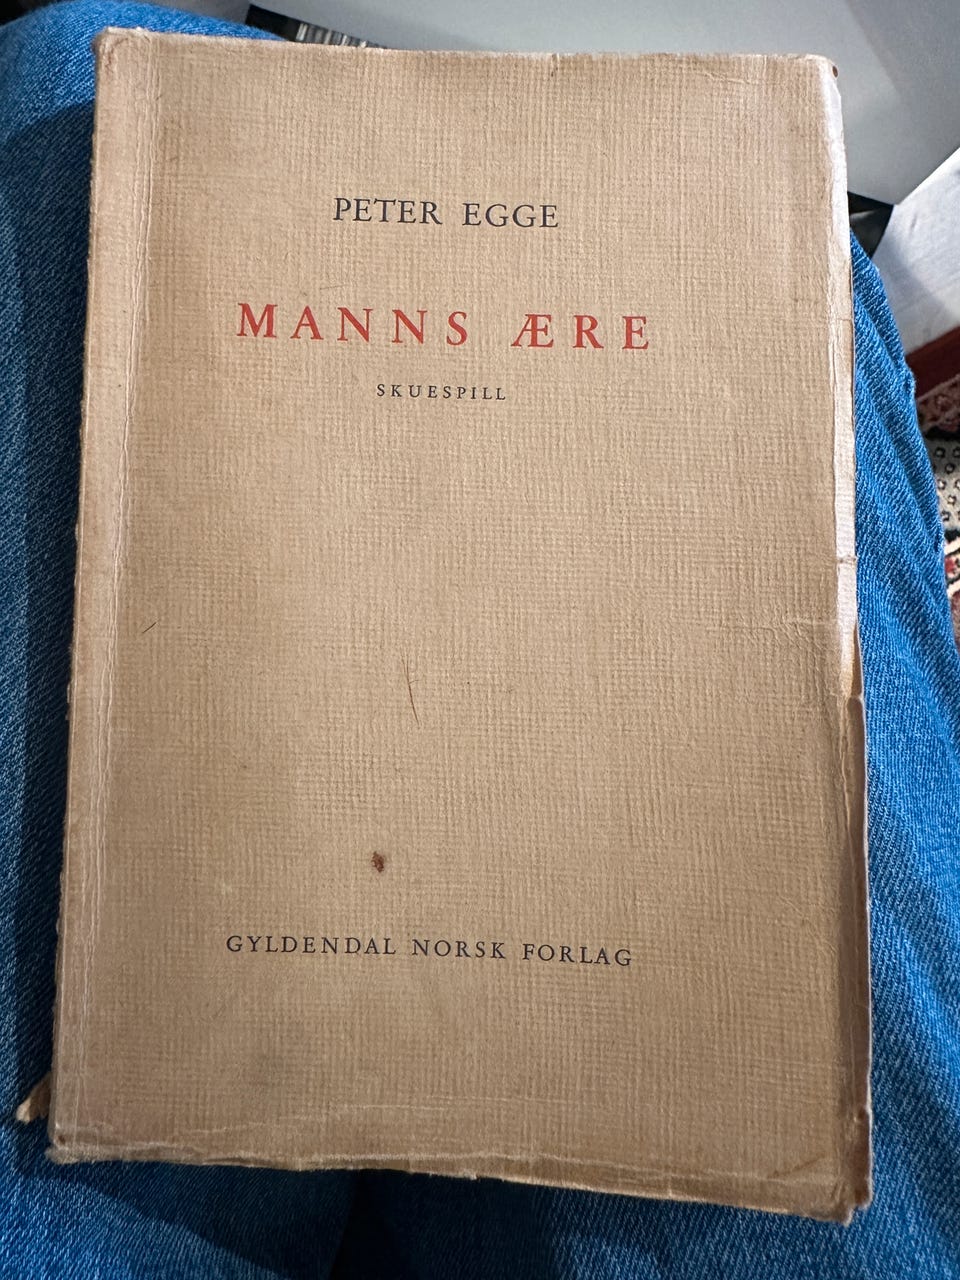 PETER EGGE
MANNS ÆRE
SKUESPILL
GYLDENDAL NORSK FORLAG